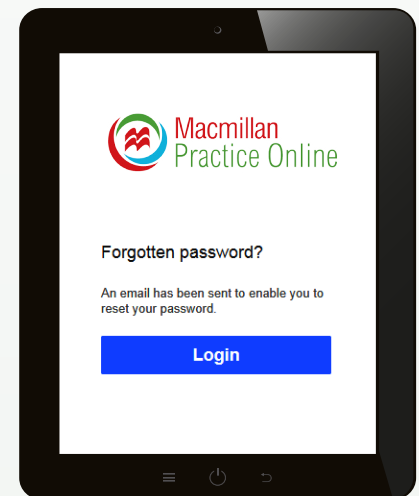 Macmillan
Practice Online
Forgotten password?
An email has been sent to enable you to
reset your password.
Login